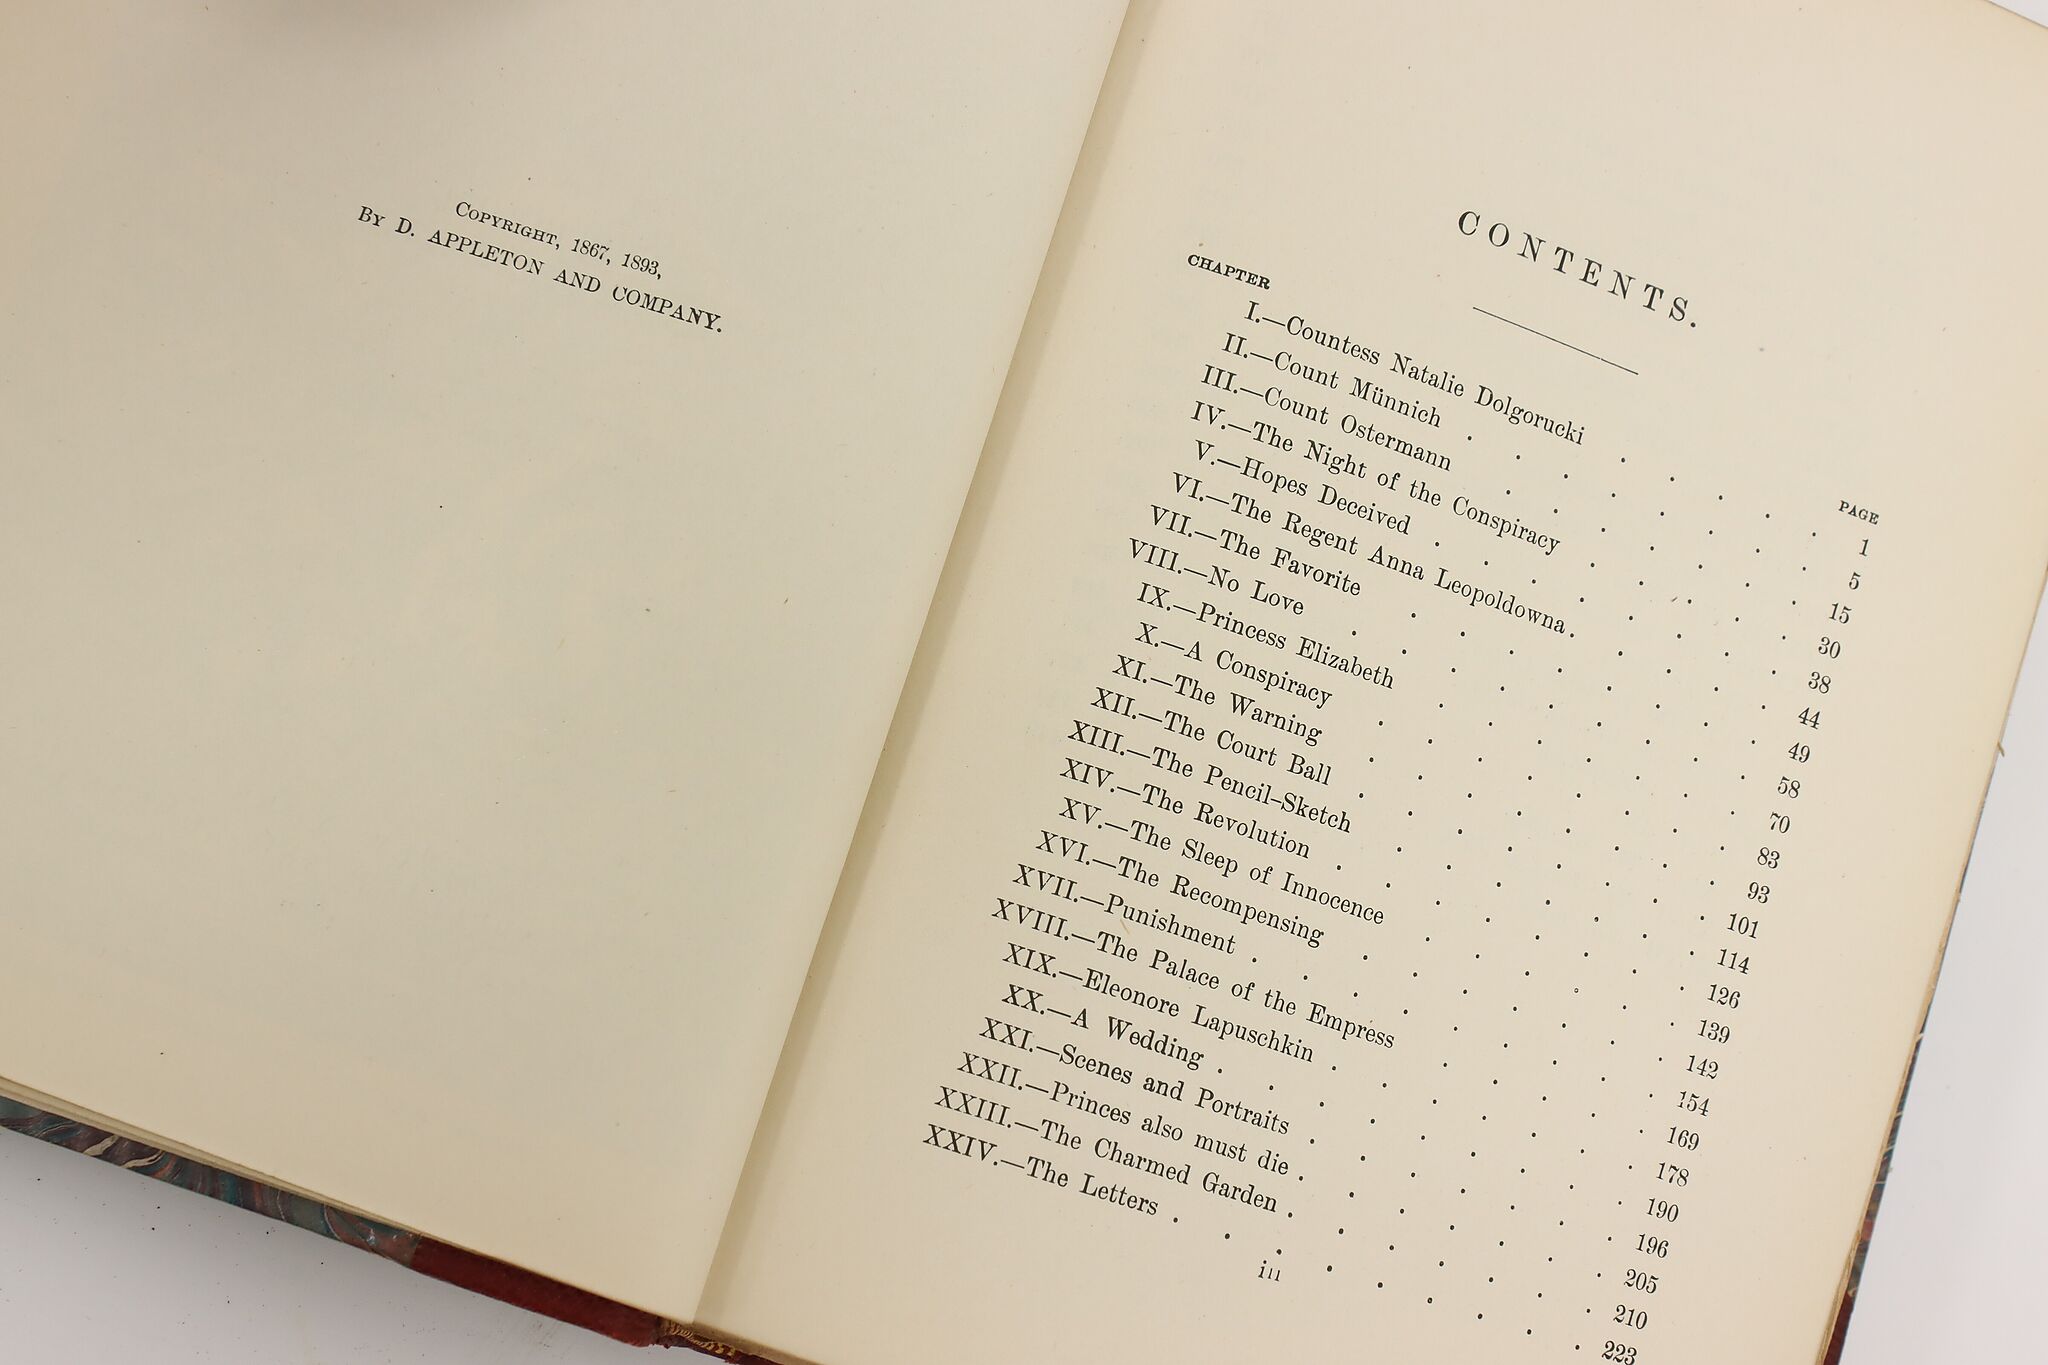 Copyright, 1867, 1893,
By D. APPLETON AND COMPANY.
CONTENTS.
CHAPTER PAGE
I.—Countess Natalie Dolgorucki . . . . . 1
II.—Count Münnich . . . . . . . . 5
III.—Count Ostermann . . . . . . . 15
IV.—The Night of the Conspiracy . . . . . 30
V.—Hopes Deceived . . . . . . . . 38
VI.—The Regent Anna Leopoldowna . . . . . 44
VII.—The Favorite . . . . . . . . 49
VIII.—No Love . . . . . . . . . 58
IX.—Princess Elizabeth . . . . . . . 70
X.—A Conspiracy . . . . . . . . 83
XI.—The Warning . . . . . . . . 93
XII.—The Court Ball . . . . . . . . 101
XIII.—The Pencil-Sketch . . . . . . . 114
XIV.—The Revolution . . . . . . . . 126
XV.—The Sleep of Innocence . . . . . . 139
XVI.—The Recompensing . . . . . . . 142
XVII.—Punishment . . . . . . . . . 154
XVIII.—The Palace of the Empress . . . . . 169
XIX.—Eleonore Lapuschkin . . . . . . . 178
XX.—A Wedding . . . . . . . . . 190
XXI.—Scenes and Portraits . . . . . . . 196
XXII.—Princes also must die . . . . . . . 205
XXIII.—The Charmed Garden . . . . . . . 210
XXIV.—The Letters . . . . . . . . . 223
iii